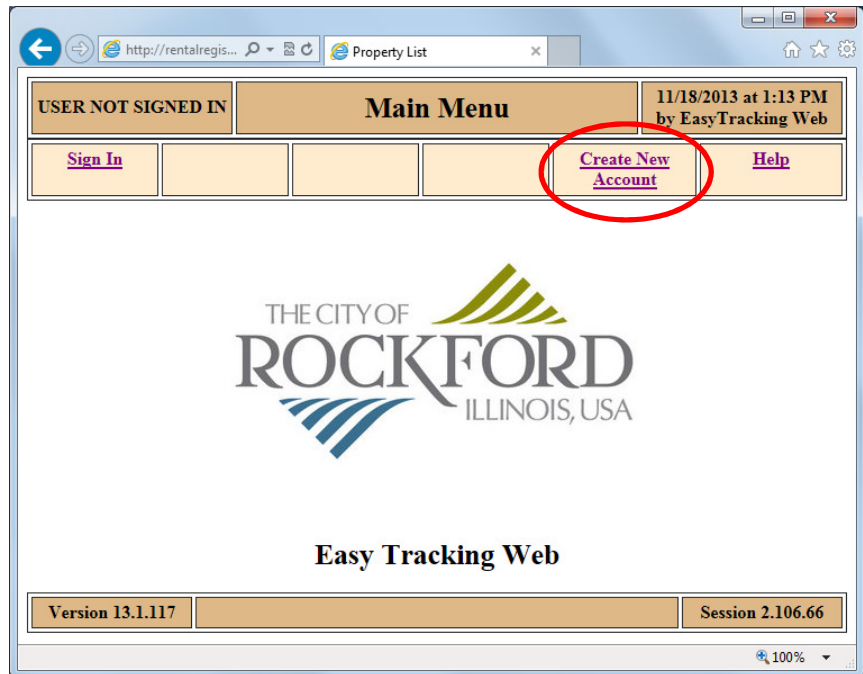 http://rentalregis...
Property List
USER NOT SIGNED IN
Main Menu
11/18/2013 at 1:13 PM
by EasyTracking Web
Sign In
Create New
Account
Help
THE CITY OF
ROCKFORD
ILLINOIS, USA
Easy Tracking Web
Version 13.1.117
Session 2.106.66
100%